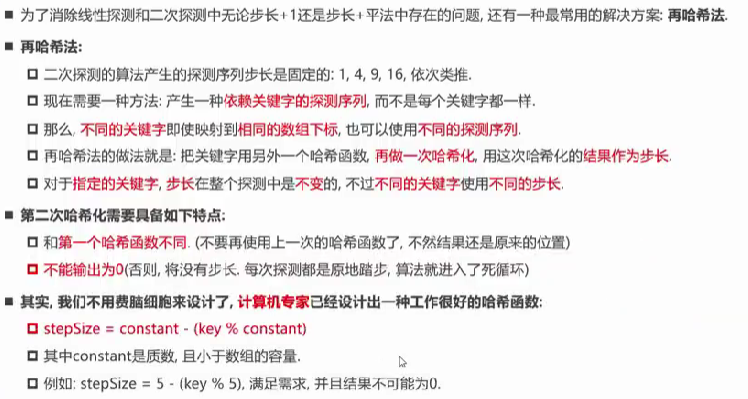 为了消除线性探测和二次探测中无论步长+1还是步长+平法中存在的问题, 还有一种最常用的解决方案: 再哈希法.
再哈希法:
二次探测的算法产生的探测序列步长是固定的: 1, 4, 9, 16, 依次类推.
现在需要一种方法: 产生一种依赖关键字的探测序列, 而不是每个关键字都一样.
那么, 不同的关键字即使映射到相同的数组下标, 也可以使用不同的探测序列.
再哈希法的做法就是: 把关键字用另外一个哈希函数, 再做一次哈希化, 用这次哈希化的结果作为步长.
对于指定的关键字, 步长在整个探测中是不变的, 不过不同的关键字使用不同的步长.
第二次哈希化需要具备如下特点:
和第一个哈希函数不同. (不要再使用上一次的哈希函数了, 不然结果还是原来的位置)
不能输出为0(否则, 将没有步长. 每次探测都是原地踏步, 算法就进入了死循环)
其实, 我们不用费脑细胞来设计了, 计算机专家已经设计出一种工作很好的哈希函数:
stepSize = constant - (key % constant)
其中constant是质数, 且小于数组的容量.
例如: stepSize = 5 - (key % 5), 满足需求, 并且结果不可能为0.